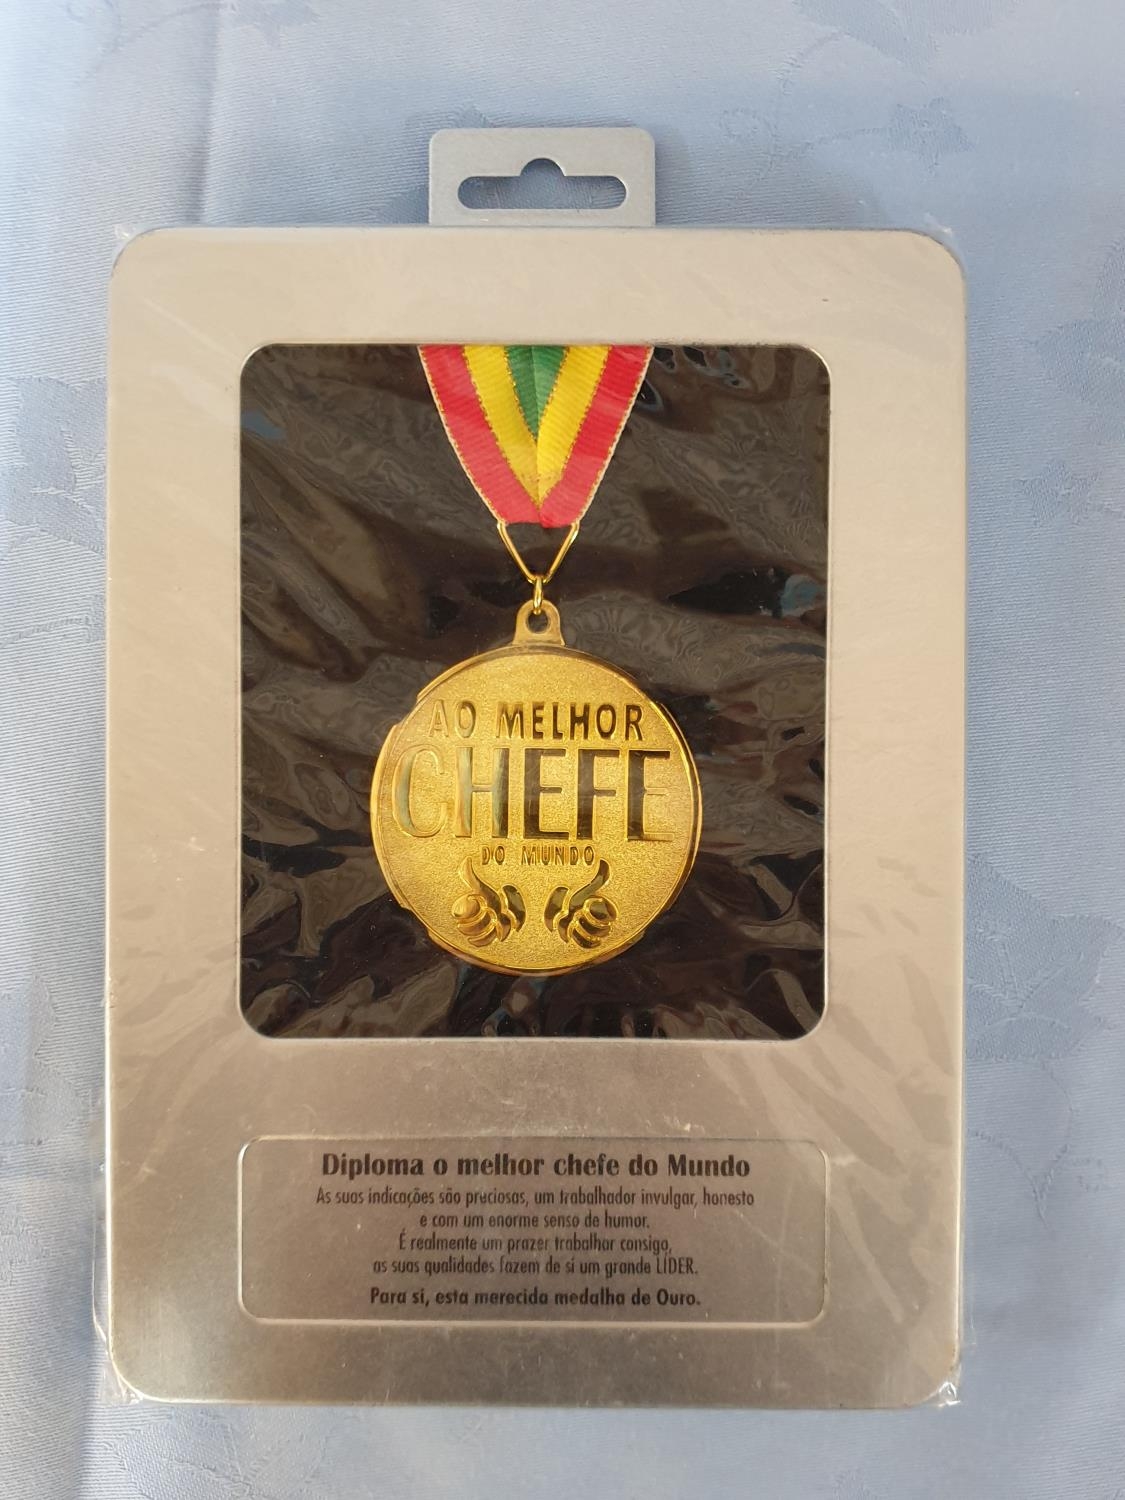 AO MELHOR
CHEFE
DO MUNDO
Diploma o melhor chefe do Mundo
As suas indicações são preciosas, um trabalhador invulgar, honesto
e com um enorme senso de humor.
É realmente um prazer trabalhar consigo,
as suas qualidades fazem de si um grande LIDER.
Para si, esta merecida medalha de Ouro.